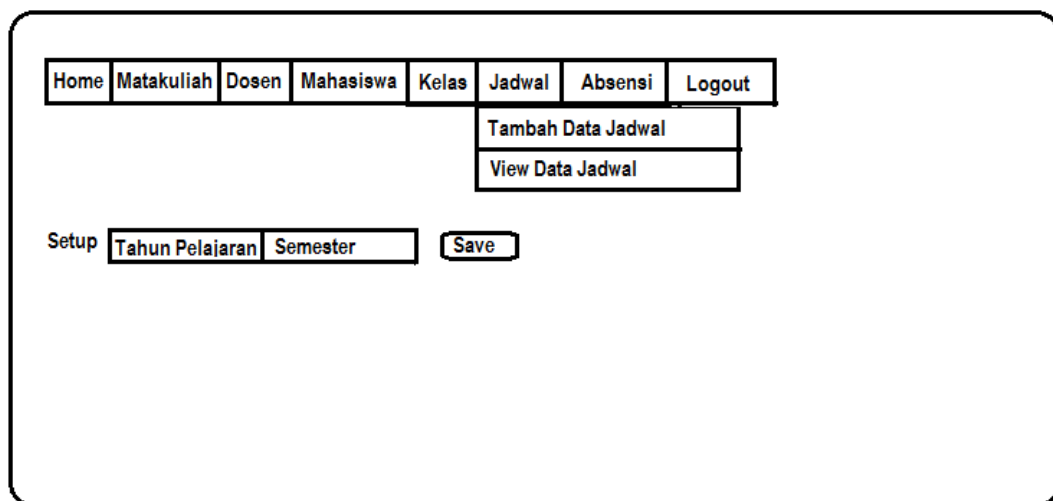 Home Matakuliah Dosen Mahasiswa Kelas Jadwal Absensi Logout
Tambah Data Jadwal
View Data Jadwal
Setup Tahun Pelajaran Semester Save